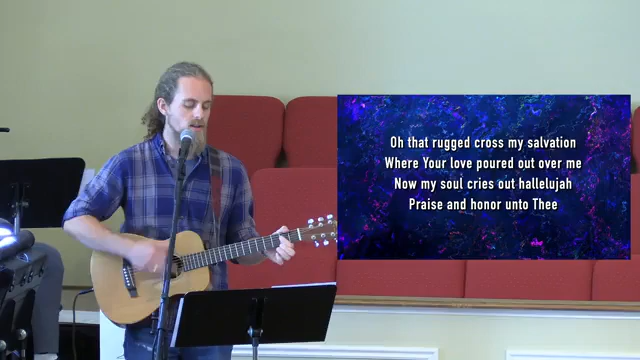 Oh that rugged cross my salvation
Where Your love poured out over me
Now my soul cries out hallelujah
Praise and honor unto Thee